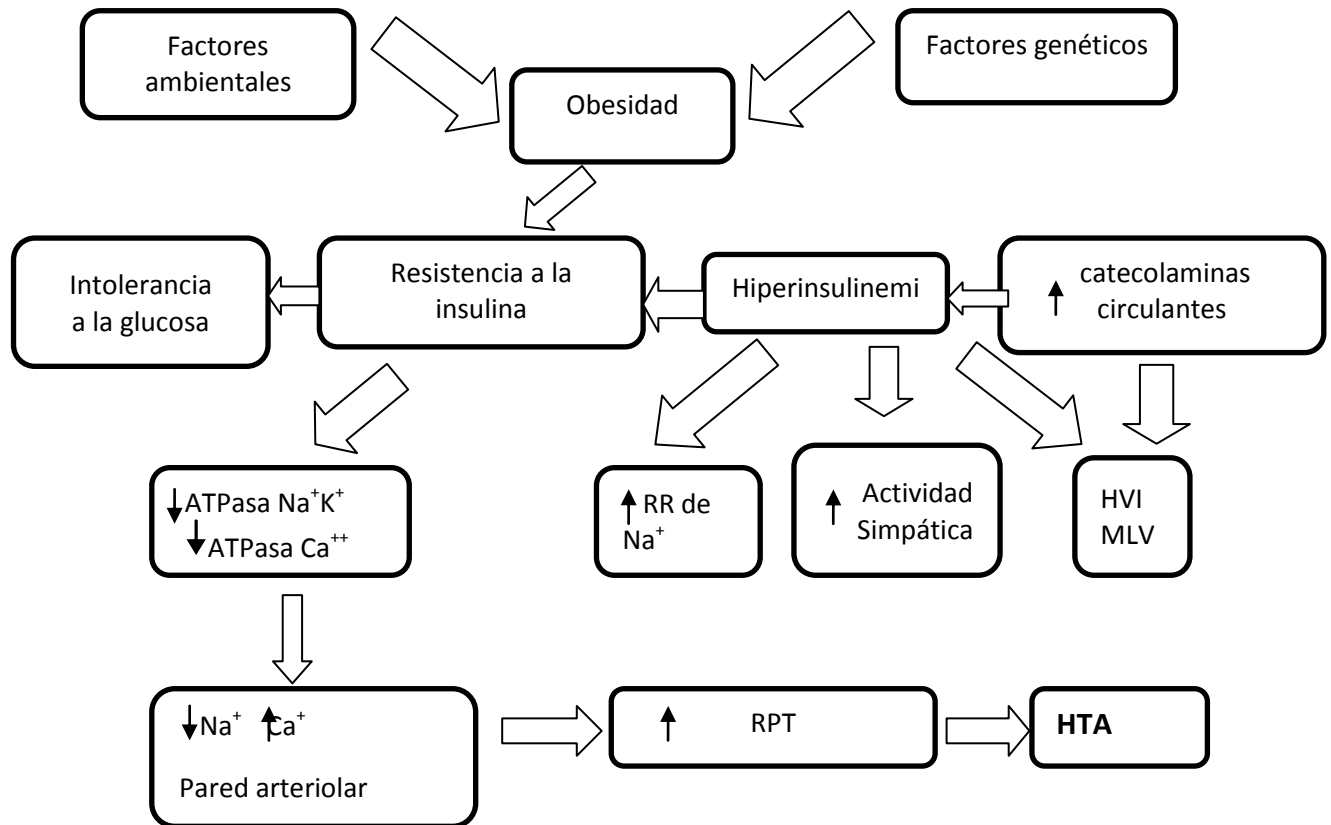 Factores
ambientales
Factores genéticos
Obesidad
Intolerancia
a la glucosa
Resistencia a la
insulina
Hiperinsulinemi
↑ catecolaminas
circulantes
↓ATPasa Na⁺K⁺
↓ATPasa Ca⁺⁺
↑ RR de
Na⁺
↑ Actividad
Simpática
HVI
MLV
↓Na⁺ ↑Ca⁺
Pared arteriolar
↑ RPT
HTA